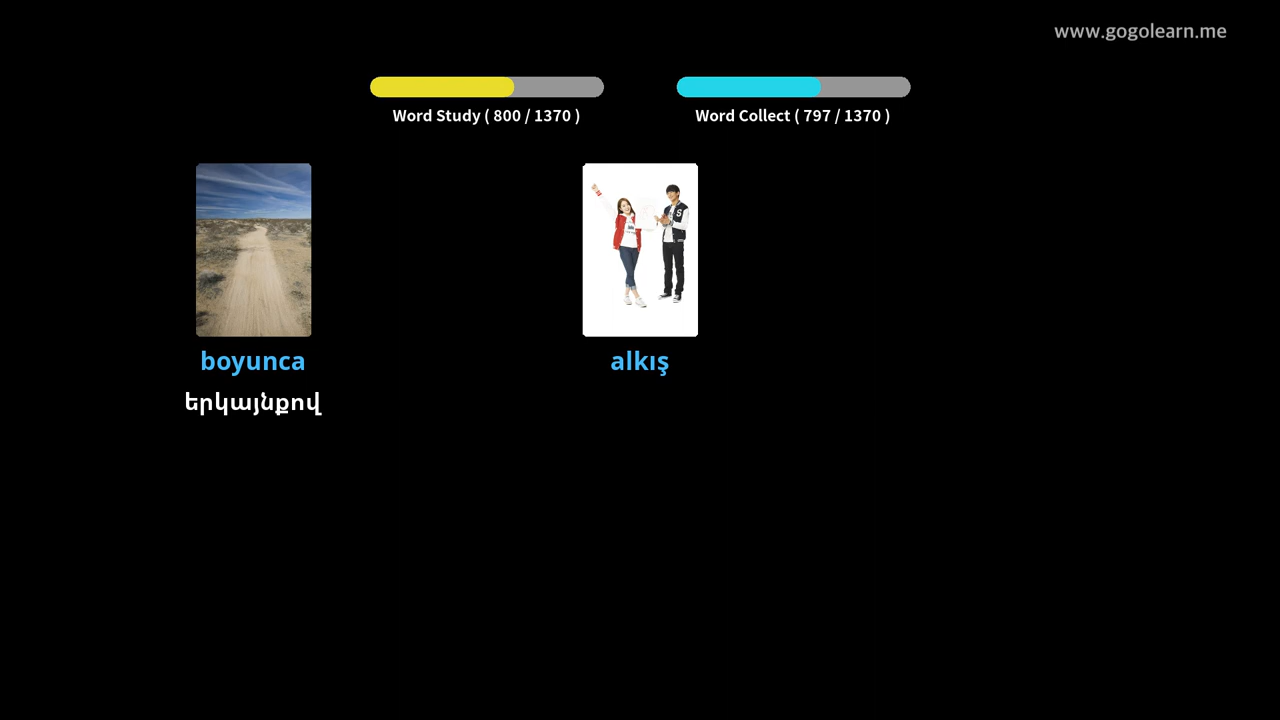 www.gogolearn.me
Word Study ( 800 / 1370 )
Word Collect ( 797 / 1370 )
boyunca
երկայնքով
alkış